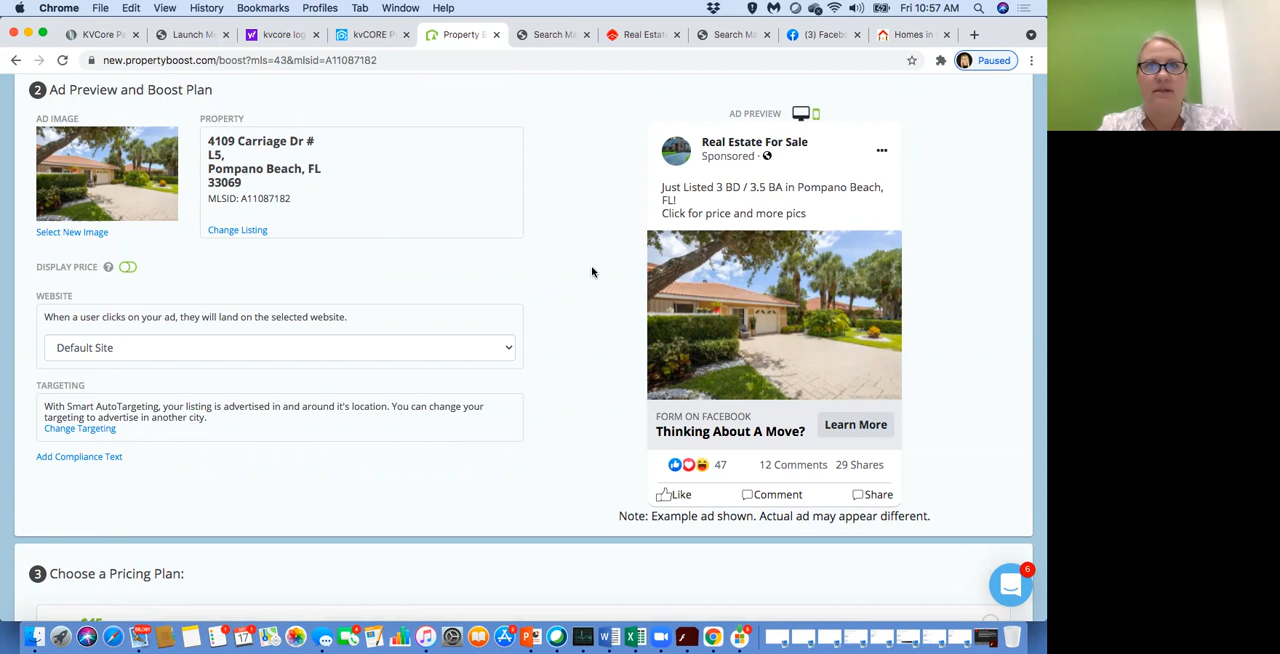 Chrome File Edit View History Bookmarks Profiles Tab Window Help Fri 10:57 AM
KVCore Pa Launch Me kvcore log kvCORE P Property B Search Ma Real Estat Search Ma (3) Faceb Homes in
new.propertyboost.com/boost?mls=43&mlsid=A11087182 Paused
2 Ad Preview and Boost Plan
AD IMAGE
Select New Image
PROPERTY
4109 Carriage Dr #
L5,
Pompano Beach, FL
33069
MLSID: A11087182
Change Listing
DISPLAY PRICE ?
WEBSITE
When a user clicks on your ad, they will land on the selected website.
Default Site
TARGETING
With Smart AutoTargeting, your listing is advertised in and around it's location. You can change your
targeting to advertise in another city.
Change Targeting
Add Compliance Text
AD PREVIEW
Real Estate For Sale
Sponsored ·
Just Listed 3 BD / 3.5 BA in Pompano Beach,
FL!
Click for price and more pics
FORM ON FACEBOOK
Thinking About A Move?
Learn More
47 12 Comments 29 Shares
Like Comment Share
Note: Example ad shown. Actual ad may appear different.
3 Choose a Pricing Plan:
6